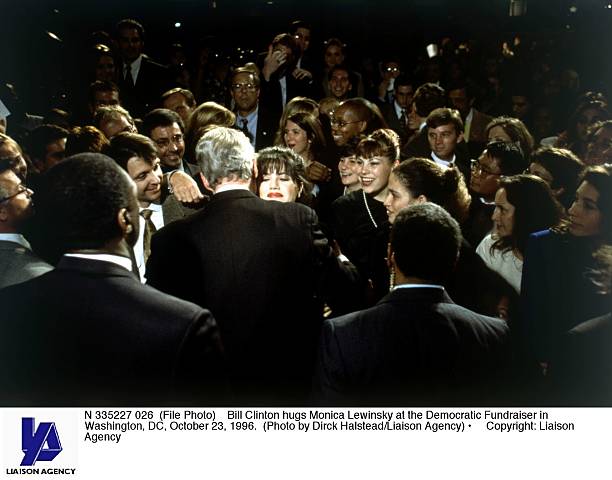 N 335227 026 (File Photo) Bill Clinton hugs Monica Lewinsky at the Democratic Fundraiser in
Washington, DC, October 23, 1996. (Photo by Dirck Halstead/Liaison Agency) • Copyright: Liaison
Agency
LA
LIAISON AGENCY